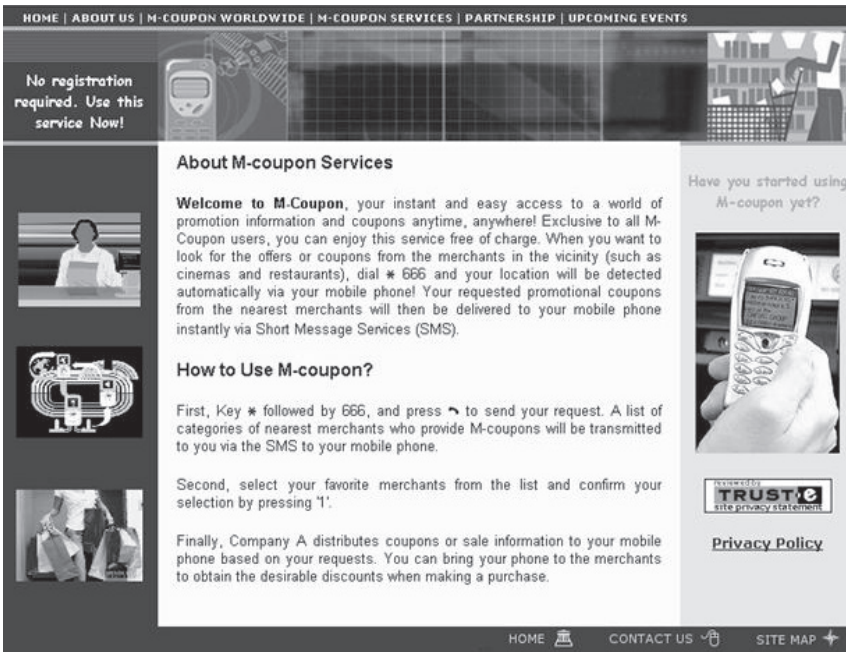 HOME | ABOUT US | M-COUPON WORLDWIDE | M-COUPON SERVICES | PARTNERSHIP | UPCOMING EVENTS
No registration
required. Use this
service Now!
About M-coupon Services
Welcome to M-Coupon, your instant and easy access to a world of
promotion information and coupons anytime, anywhere! Exclusive to all M-
Coupon users, you can enjoy this service free of charge. When you want to
look for the offers or coupons from the merchants in the vicinity (such as
cinemas and restaurants), dial * 666 and your location will be detected
automatically via your mobile phone! Your requested promotional coupons
from the nearest merchants will then be delivered to your mobile phone
instantly via Short Message Services (SMS).
How to Use M-coupon?
First, Key * followed by 666, and press to send your request. A list of
categories of nearest merchants who provide M-coupons will be transmitted
to you via the SMS to your mobile phone.
Second, select your favorite merchants from the list and confirm your
selection by pressing '1'.
Finally, Company A distributes coupons or sale information to your mobile
phone based on your requests. You can bring your phone to the merchants
to obtain the desirable discounts when making a purchase.
Have you started using
M-coupon yet?
reviewed by
TRUSTe
site privacy statement
Privacy Policy
HOME CONTACT US SITE MAP